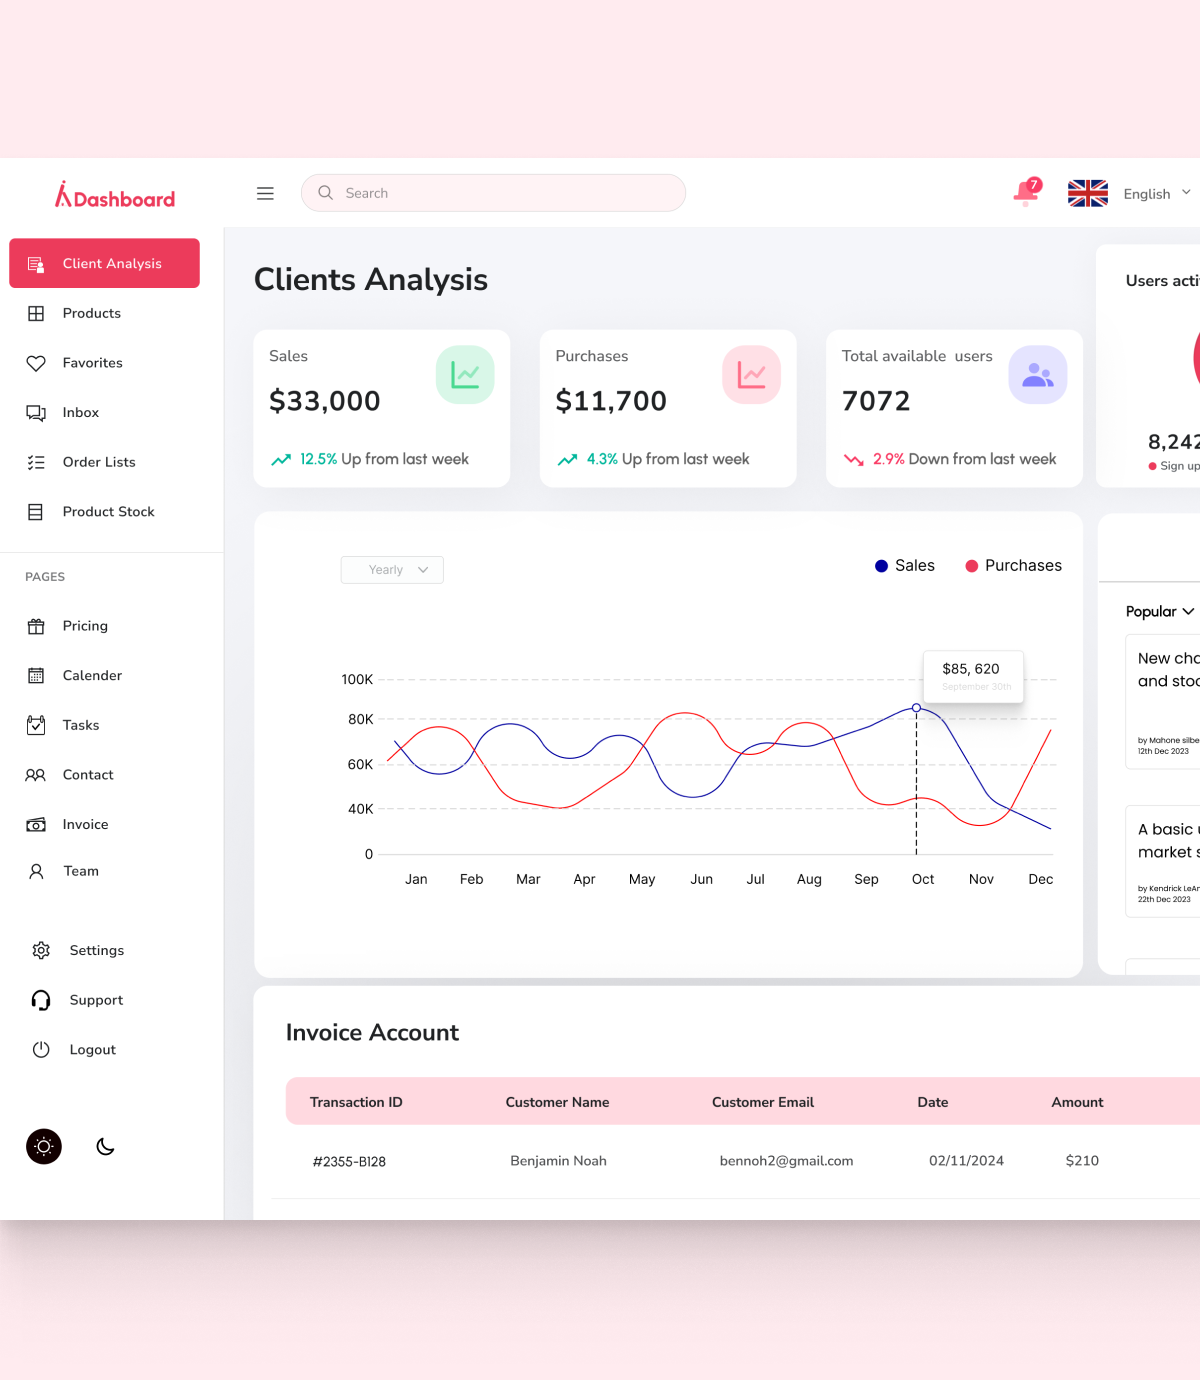 Dashboard
Search
7
English
Client Analysis
Products
Favorites
Inbox
Order Lists
Product Stock
PAGES
Pricing
Calender
Tasks
Contact
Invoice
Team
Settings
Support
Logout
Clients Analysis
Sales
$33,000
12.5% Up from last week
Purchases
$11,700
4.3% Up from last week
Total available users
7072
2.9% Down from last week
Users acti
8,242
Sign up
Yearly
Sales
Purchases
$85, 620
September 30th
100K
80K
60K
40K
0
Jan Feb Mar Apr May Jun Jul Aug Sep Oct Nov Dec
Popular
New cha
and stoc
by Mahone silbe
12th Dec 2023
A basic
market s
by Kendrick LeAr
22th Dec 2023
Invoice Account
Transaction ID Customer Name Customer Email Date Amount
#2355-B128 Benjamin Noah bennoh2@gmail.com 02/11/2024 $210